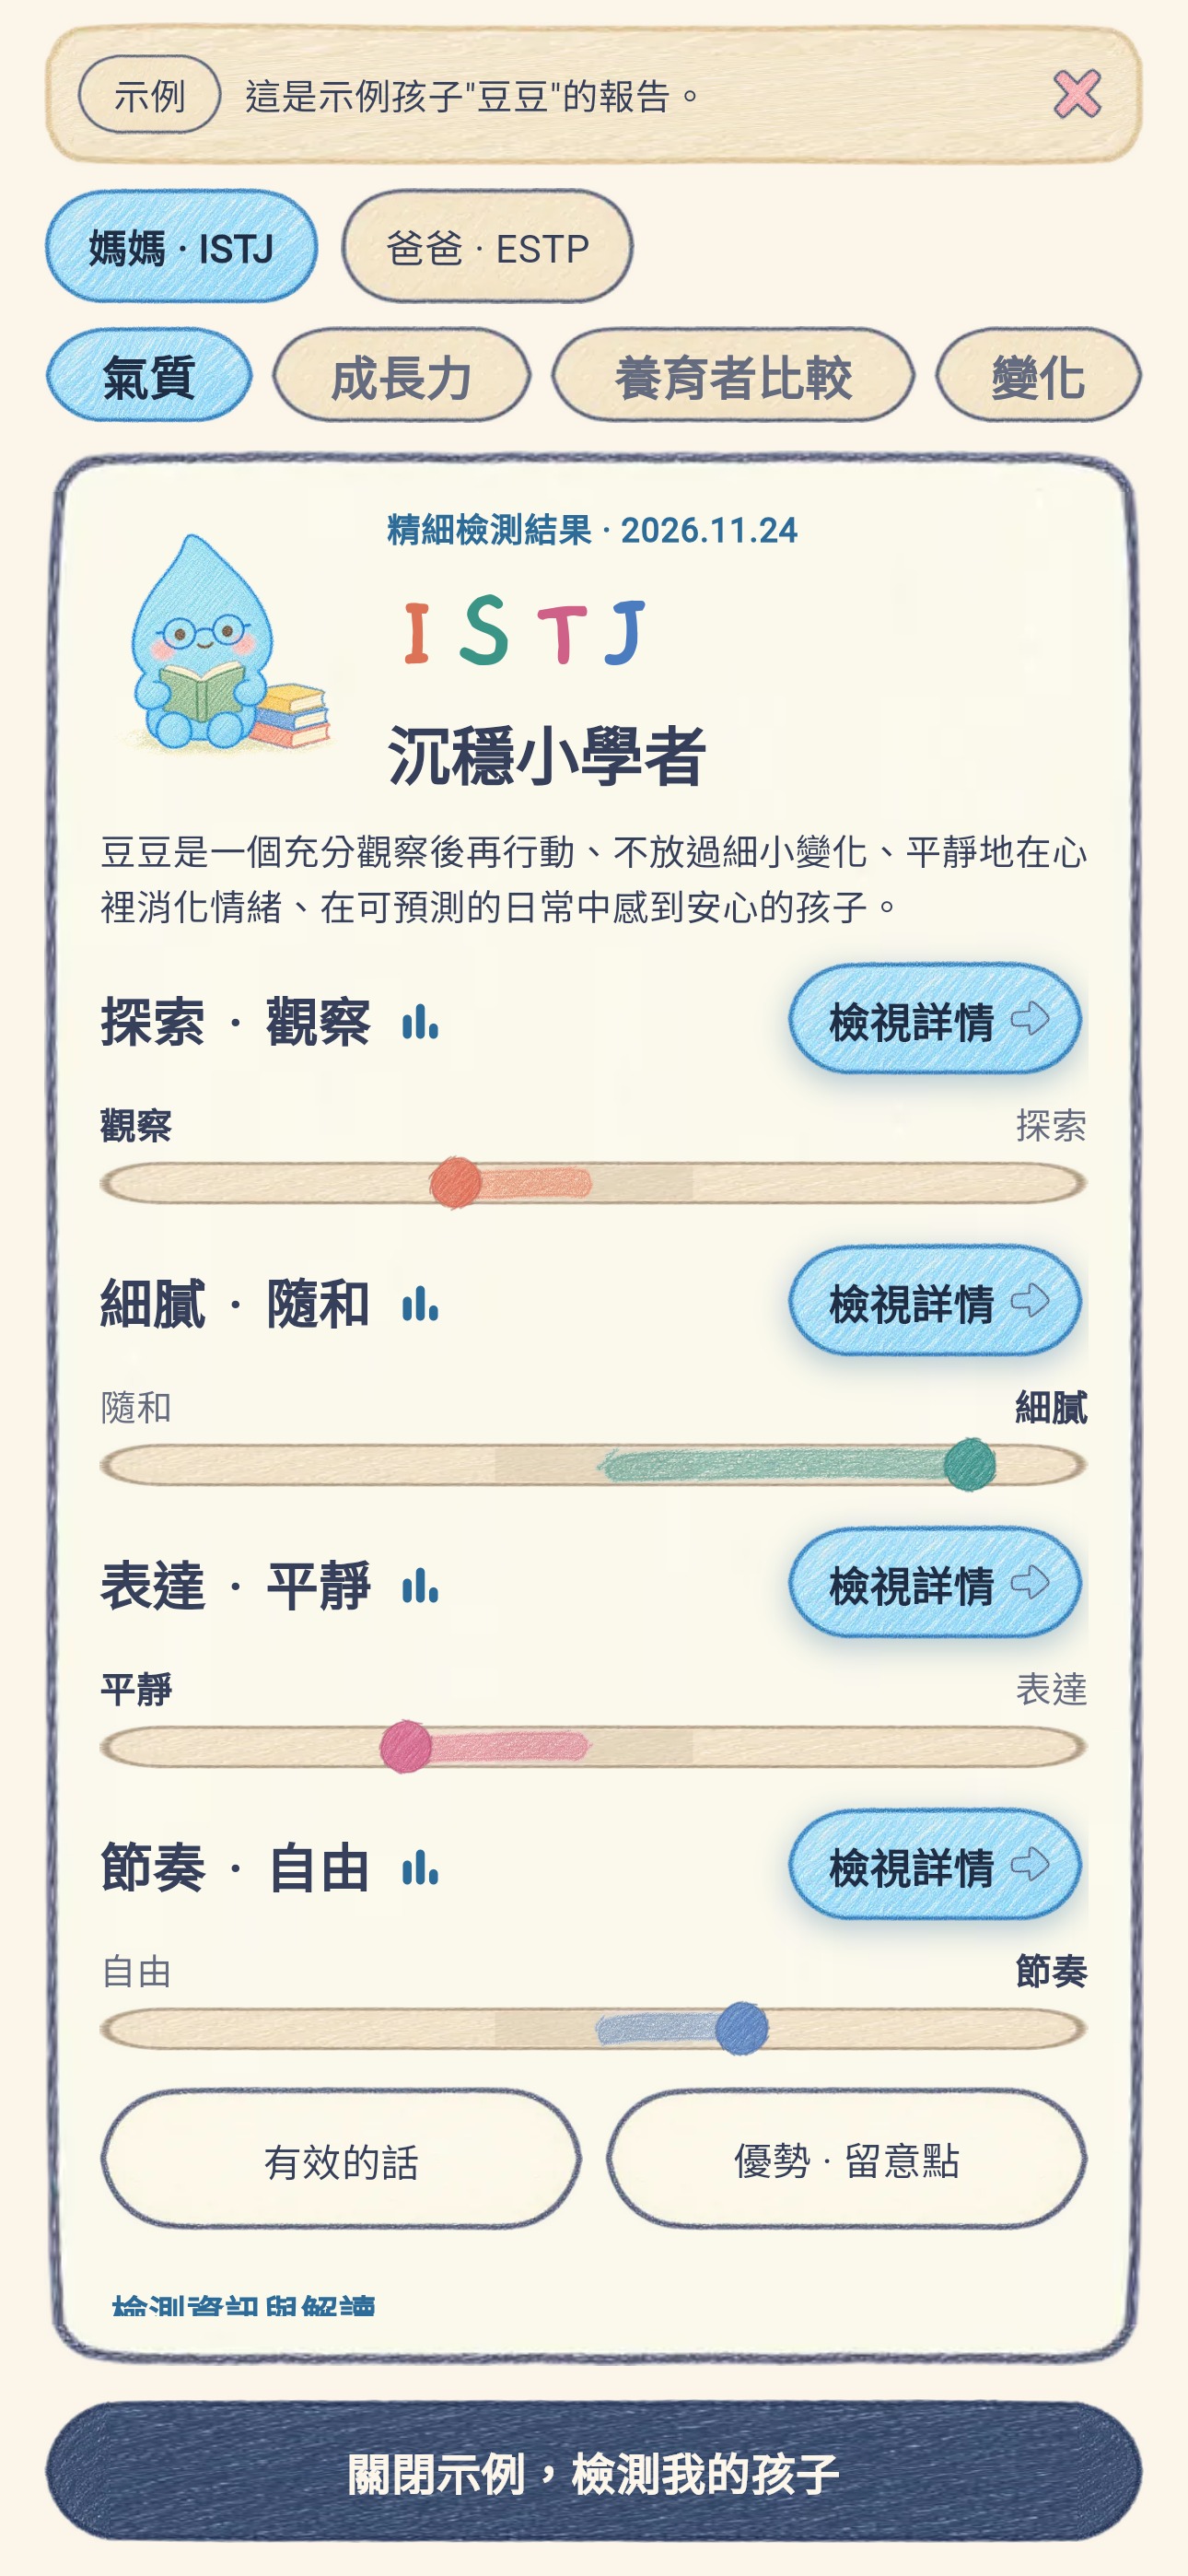 示例 這是示例孩子"豆豆"的報告。
媽媽 · ISTJ 爸爸 · ESTP
氣質 成長力 養育者比較 變化
精細檢測結果 · 2026.11.24
ISTJ
沉穩小學者
豆豆是一個充分觀察後再行動、不放過細小變化、平靜地在心
裡消化情緒、在可預測的日常中感到安心的孩子。
探索 · 觀察 檢視詳情
觀察 探索
細膩 · 隨和 檢視詳情
隨和 細膩
表達 · 平靜 檢視詳情
平靜 表達
節奏 · 自由 檢視詳情
自由 節奏
有效的話 優勢 · 留意點
檢測資訊與解讀
關閉示例，檢測我的孩子